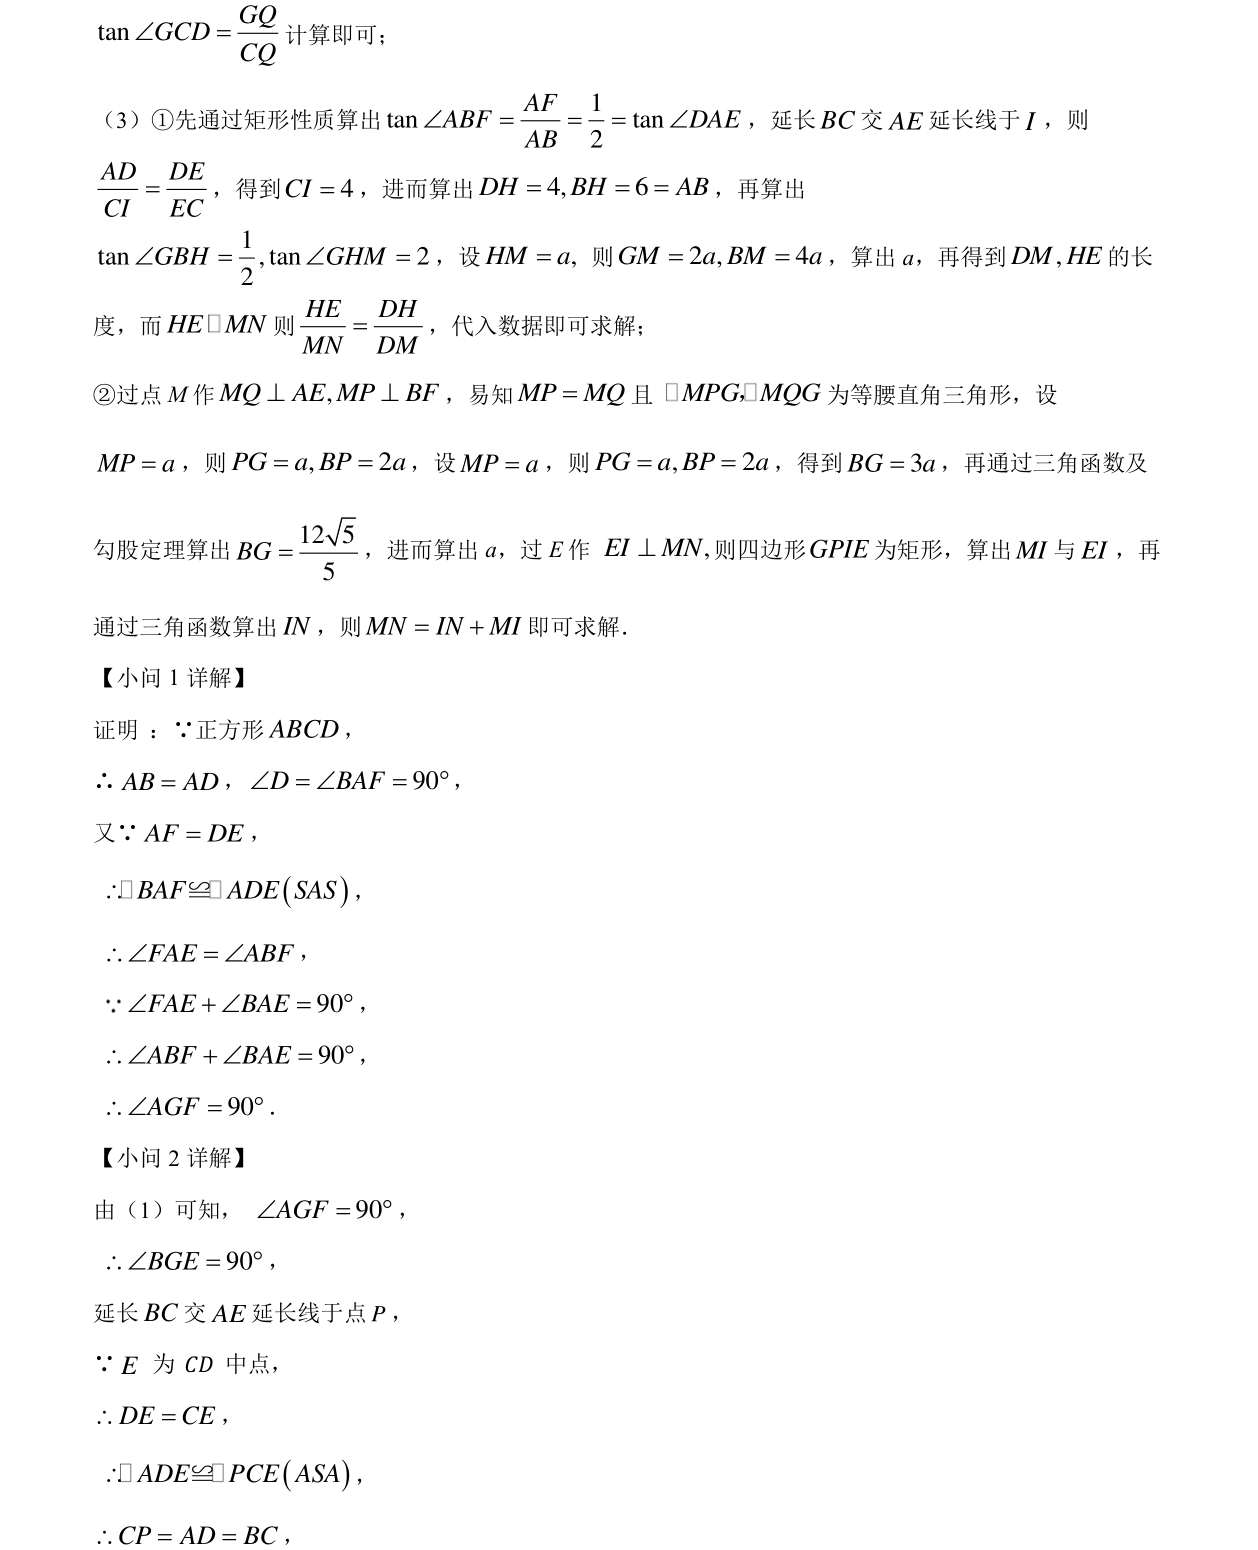 tan∠GCD = GQ/CQ 计算即可；
（3）①先通过矩形性质算出 tan∠ABF = AF/AB = 1/2 = tan∠DAE，延长 BC 交 AE 延长线于 I，则
AD/CI = DE/EC，得到 CI = 4，进而算出 DH = 4, BH = 6 = AB，再算出
tan∠GBH = 1/2, tan∠GHM = 2，设 HM = a, 则 GM = 2a, BM = 4a，算出 a，再得到 DM, HE 的长
度，而 HE□MN 则 HE/MN = DH/DM，代入数据即可求解；
②过点 M 作 MQ ⊥ AE, MP ⊥ BF，易知 MP = MQ 且 □MPG,□MQG 为等腰直角三角形，设
MP = a，则 PG = a, BP = 2a，设 MP = a，则 PG = a, BP = 2a，得到 BG = 3a，再通过三角函数及
勾股定理算出 BG = 12√5/5，进而算出 a，过 E 作 EI ⊥ MN, 则四边形 GPIE 为矩形，算出 MI 与 EI，再
通过三角函数算出 IN，则 MN = IN + MI 即可求解．
【小问 1 详解】
证明 ：∵正方形 ABCD，
∴ AB = AD，∠D = ∠BAF = 90°，
又∵ AF = DE，
∴□BAF≌□ADE(SAS)，
∴∠FAE = ∠ABF，
∵∠FAE + ∠BAE = 90°，
∴∠ABF + ∠BAE = 90°，
∴∠AGF = 90°．
【小问 2 详解】
由（1）可知， ∠AGF = 90°，
∴∠BGE = 90°，
延长 BC 交 AE 延长线于点 P，
∵ E 为 CD 中点，
∴ DE = CE，
∴□ADE≌□PCE(ASA)，
∴ CP = AD = BC，